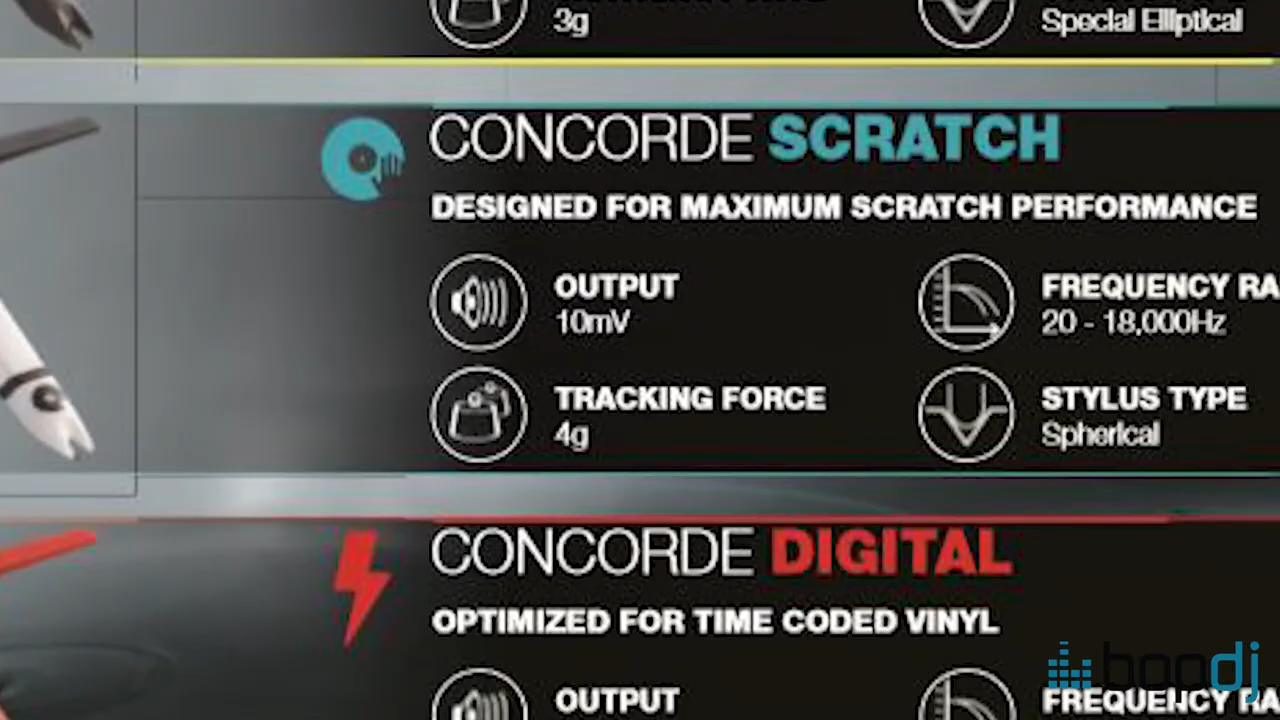 3g
Special Elliptical
CONCORDE SCRATCH
DESIGNED FOR MAXIMUM SCRATCH PERFORMANCE
OUTPUT
10mV
FREQUENCY RA
20 - 18,000Hz
TRACKING FORCE
4g
STYLUS TYPE
Spherical
CONCORDE DIGITAL
OPTIMIZED FOR TIME CODED VINYL
OUTPUT
FREQUENCY RA